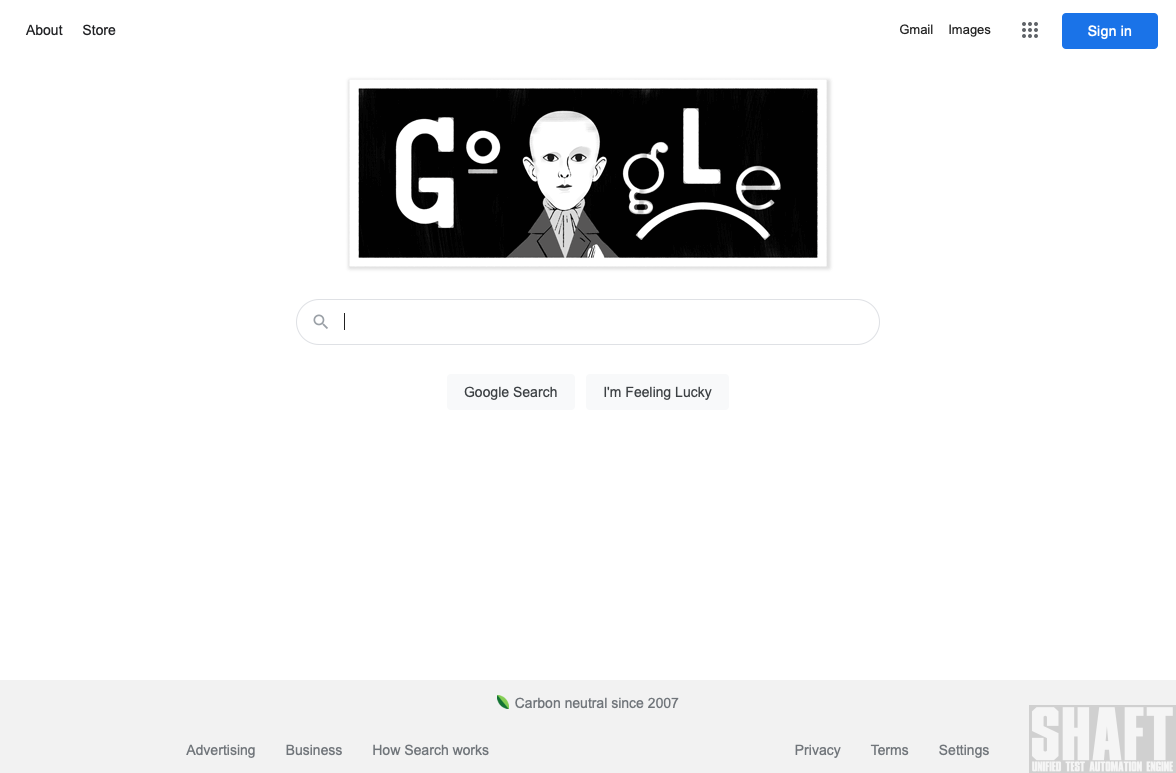 About Store
Gmail Images
Sign in
GOgLe
Google Search
I'm Feeling Lucky
Carbon neutral since 2007
Advertising Business How Search works
Privacy Terms Settings
SHAFT
UNIFIED TEST AUTOMATION ENGINE